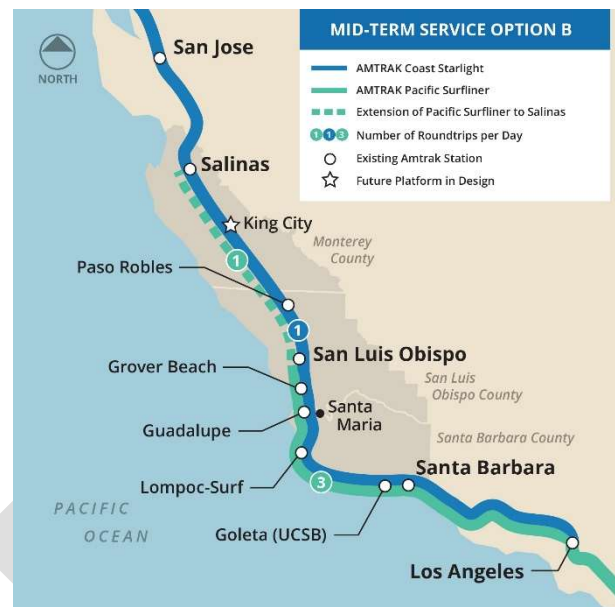 MID-TERM SERVICE OPTION B
AMTRAK Coast Starlight
AMTRAK Pacific Surfliner
Extension of Pacific Surfliner to Salinas
1 1 3 Number of Roundtrips per Day
Existing Amtrak Station
Future Platform in Design
NORTH
San Jose
Salinas
King City
Monterey
County
1
Paso Robles
1
San Luis Obispo
Grover Beach
San Luis
Obispo County
Santa
Maria
Guadalupe
Santa Barbara County
Lompoc-Surf
3
Santa Barbara
PACIFIC
OCEAN
Goleta (UCSB)
Los Angeles